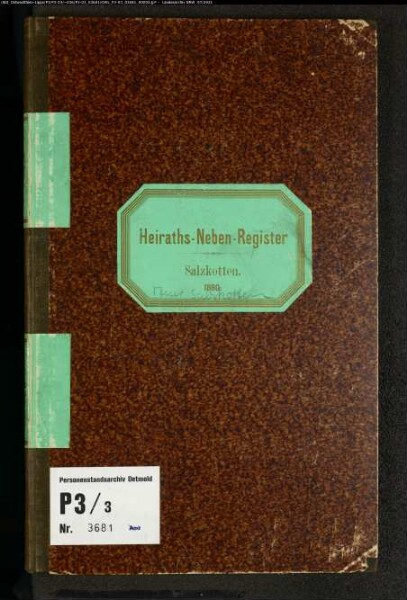 Heiraths-Neben-Register
Salzkotten.
1880
Personenstandsarchiv Detmold
P3/3
Nr. 3681